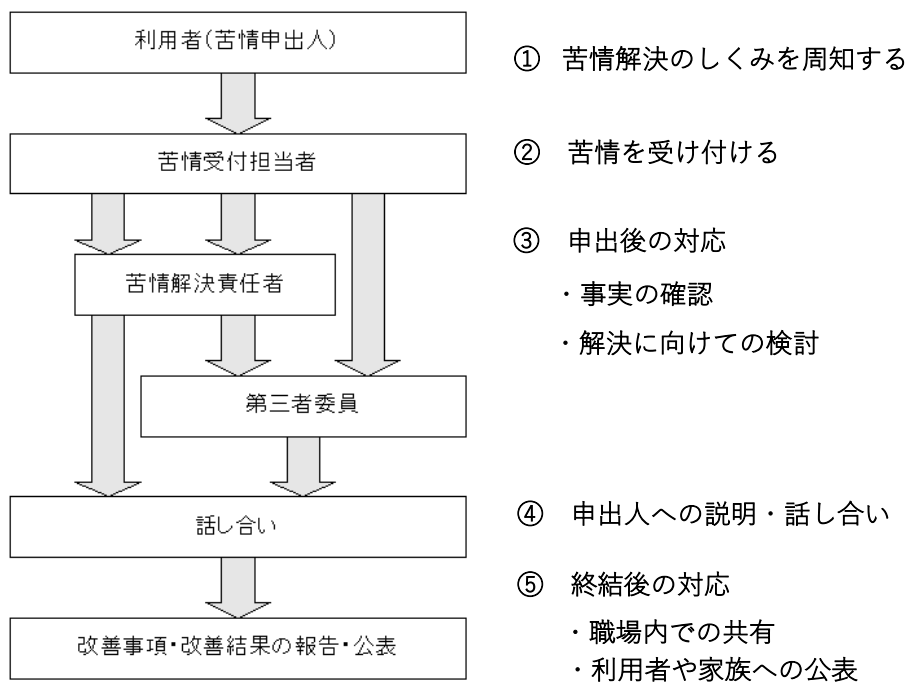 利用者(苦情申出人)
① 苦情解決のしくみを周知する
苦情受付担当者
② 苦情を受け付ける
③ 申出後の対応
苦情解決責任者
・事実の確認
・解決に向けての検討
第三者委員
話し合い
④ 申出人への説明・話し合い
⑤ 終結後の対応
改善事項・改善結果の報告・公表
・職場内での共有
・利用者や家族への公表